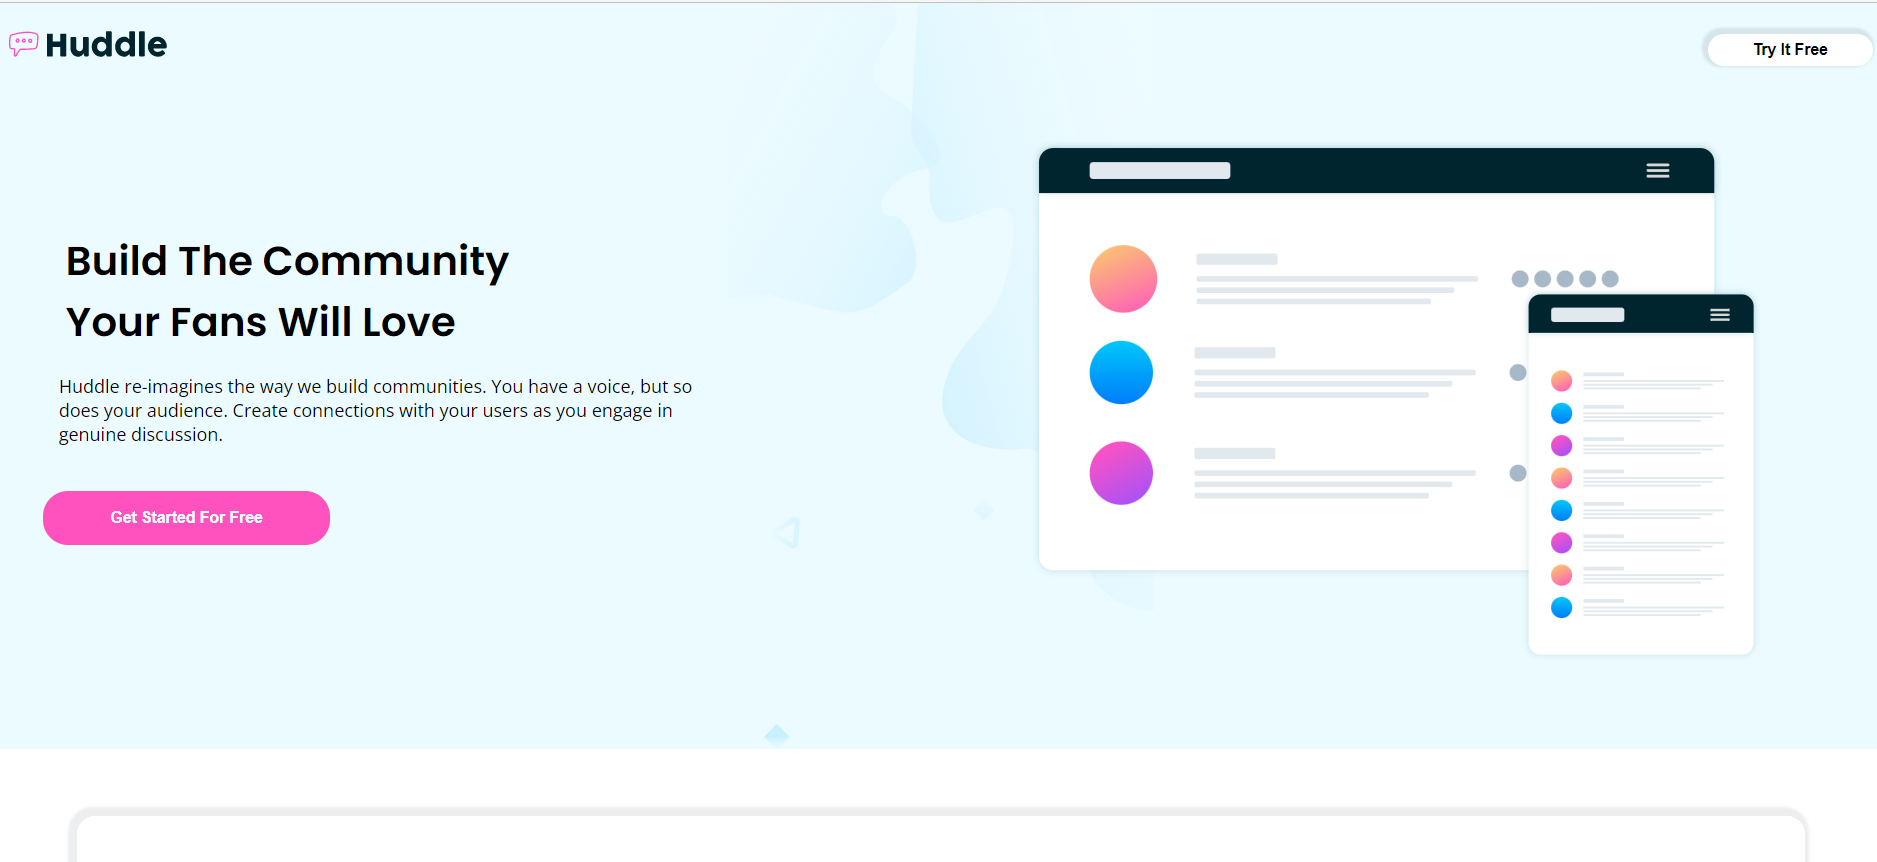 Huddle
Try It Free
Build The Community
Your Fans Will Love
Huddle re-imagines the way we build communities. You have a voice, but so
does your audience. Create connections with your users as you engage in
genuine discussion.
Get Started For Free